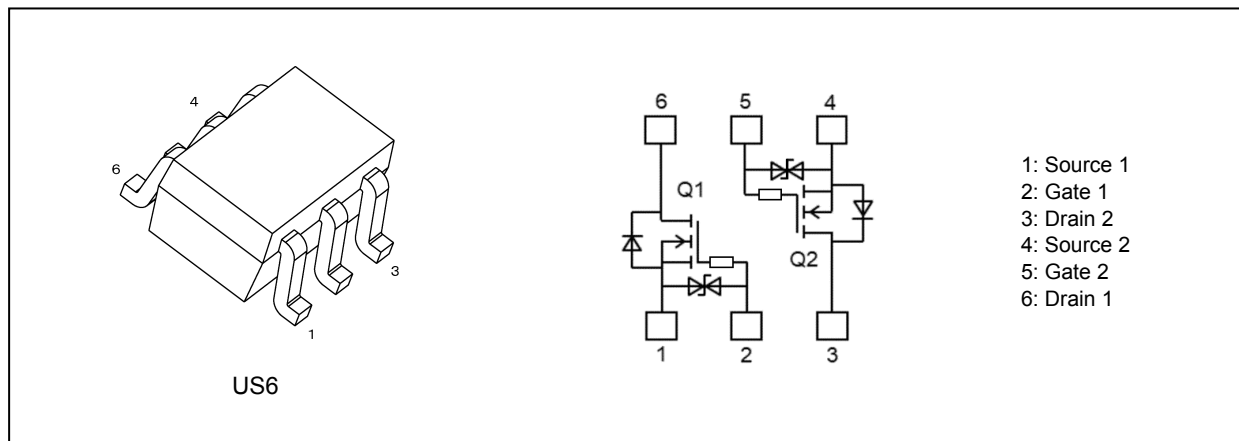 4
6
3
1
US6
6 5 4
Q1
Q2
1 2 3
1: Source 1
2: Gate 1
3: Drain 2
4: Source 2
5: Gate 2
6: Drain 1